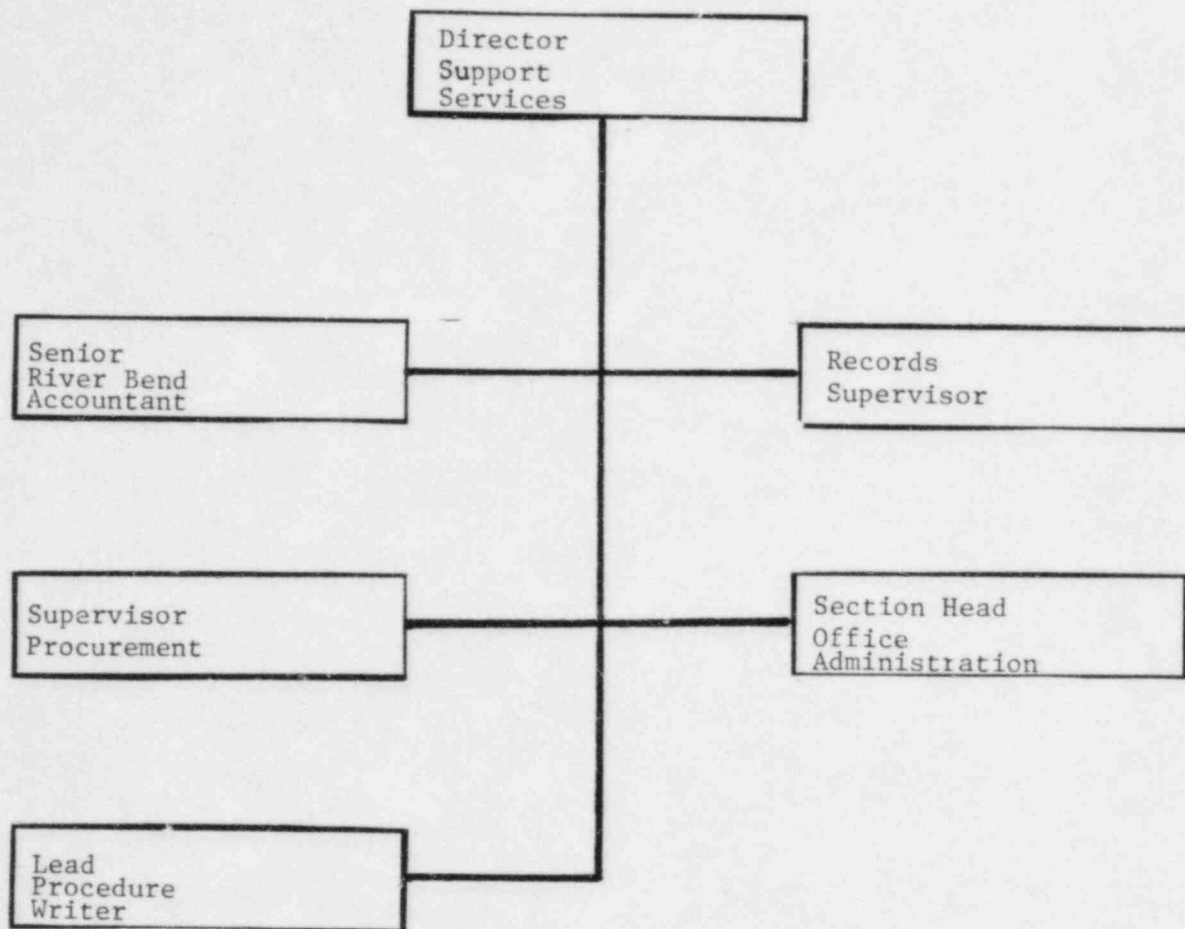 Director
Support
Services
Senior
River Bend
Accountant
Records
Supervisor
Supervisor
Procurement
Section Head
Office
Administration
Lead
Procedure
Writer